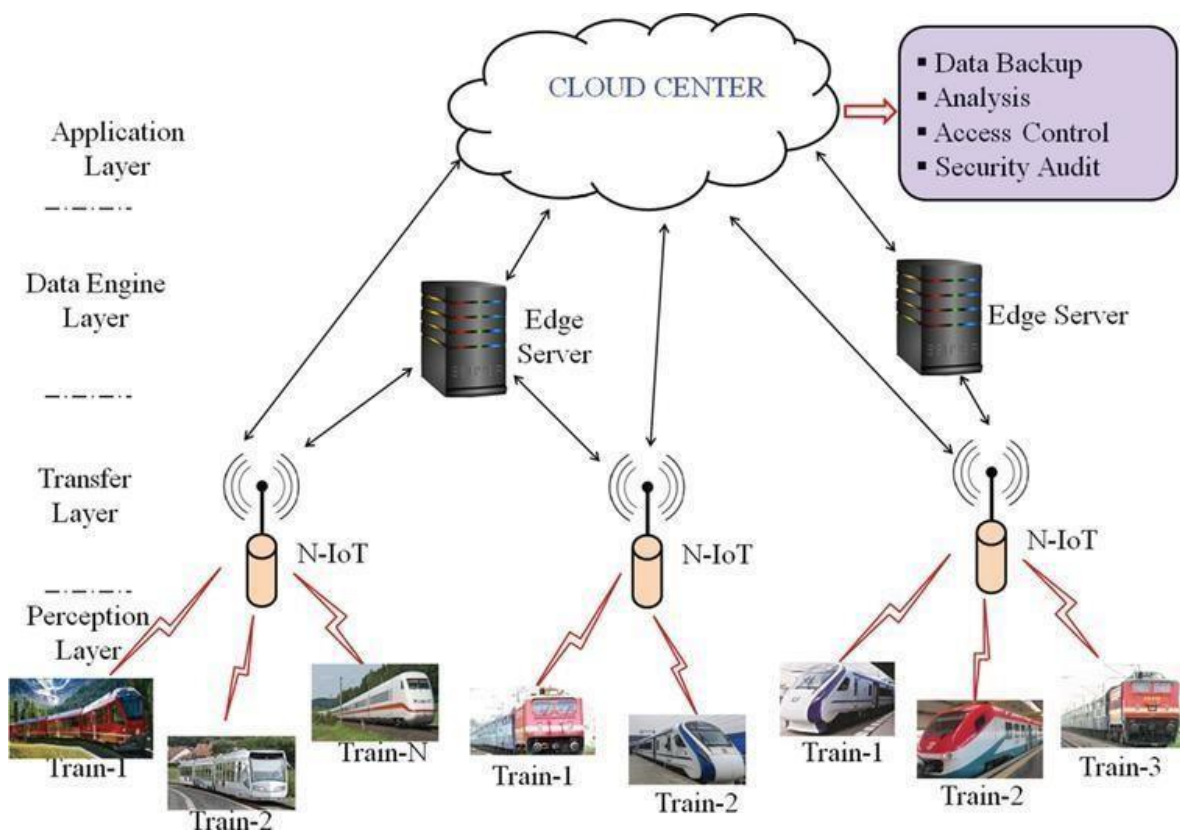 CLOUD CENTER
▪ Data Backup
▪ Analysis
▪ Access Control
▪ Security Audit
Application
Layer
Data Engine
Layer
Edge
Server
Edge Server
Transfer
Layer
N-IoT
N-IoT
N-IoT
Perception
Layer
Train-1
Train-2
Train-N
Train-1
Train-2
Train-1
Train-2
Train-3